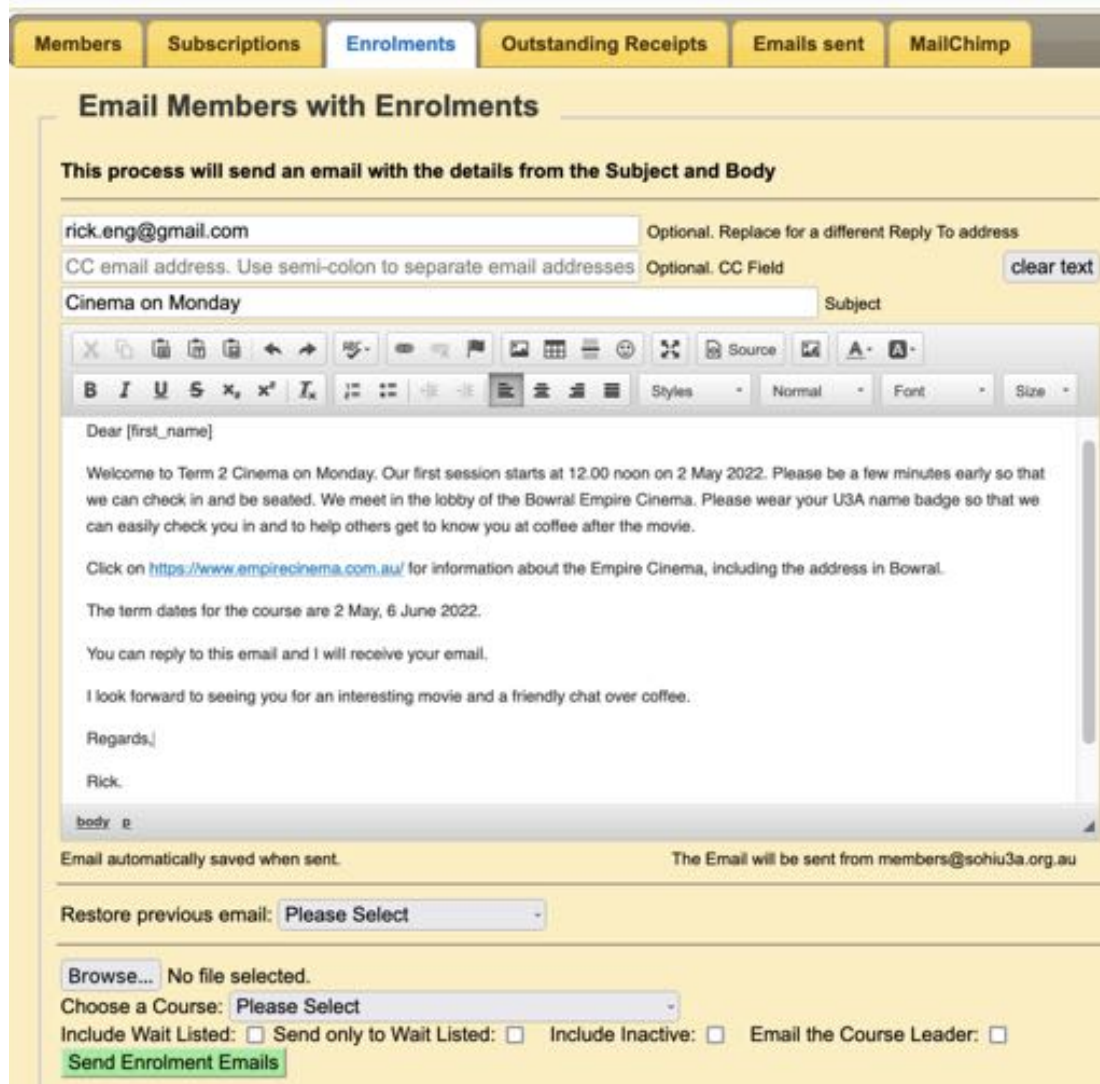 Members Subscriptions Enrolments Outstanding Receipts Emails sent MailChimp
Email Members with Enrolments
This process will send an email with the details from the Subject and Body
rick.eng@gmail.com Optional. Replace for a different Reply To address
CC email address. Use semi-colon to separate email addresses Optional. CC Field clear text
Cinema on Monday Subject
Source
B I U S x₂ x² Iₓ Styles Normal Font Size
Dear [first_name]
Welcome to Term 2 Cinema on Monday. Our first session starts at 12.00 noon on 2 May 2022. Please be a few minutes early so that
we can check in and be seated. We meet in the lobby of the Bowral Empire Cinema. Please wear your U3A name badge so that we
can easily check you in and to help others get to know you at coffee after the movie.
Click on https://www.empirecinema.com.au/ for information about the Empire Cinema, including the address in Bowral.
The term dates for the course are 2 May, 6 June 2022.
You can reply to this email and I will receive your email.
I look forward to seeing you for an interesting movie and a friendly chat over coffee.
Regards,
Rick.
body p
Email automatically saved when sent. The Email will be sent from members@sohiu3a.org.au
Restore previous email: Please Select
Browse... No file selected.
Choose a Course: Please Select
Include Wait Listed: Send only to Wait Listed: Include Inactive: Email the Course Leader:
Send Enrolment Emails